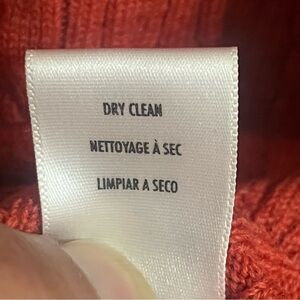 DRY CLEAN
NETTOYAGE À SEC
LIMPIAR A SECO